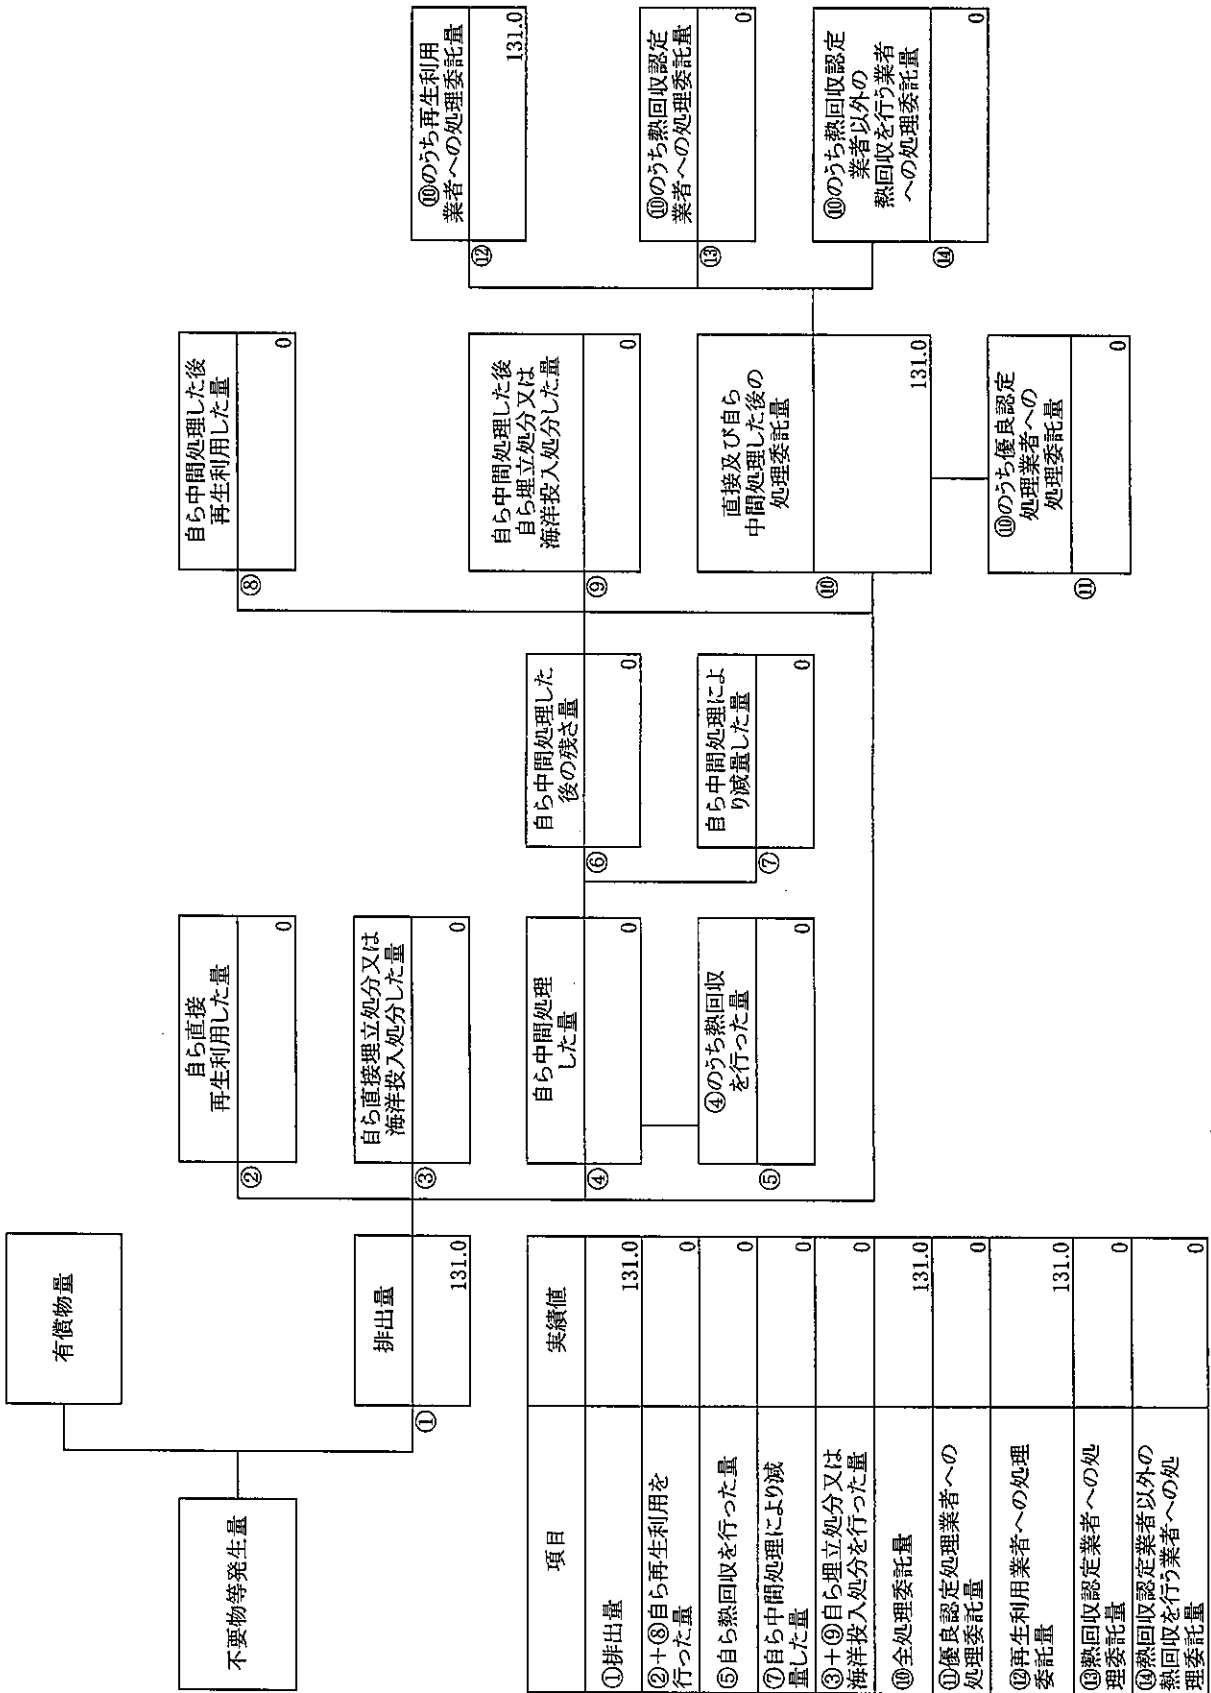 有償物量
不要物等発生量
排出量
①
131.0
自ら直接
再生利用した量
②
0
自ら直接埋立処分又は
海洋投入処分した量
③
0
自ら中間処理
した量
④
0
④のうち熱回収
を行った量
⑤
0
自ら中間処理した
後の残さ量
⑥
0
自ら中間処理によ
り減量した量
⑦
0
自ら中間処理した後
再生利用した量
⑧
0
自ら中間処理した後
自ら埋立処分又は
海洋投入処分した量
⑨
0
直接及び自ら
中間処理した後の
処理委託量
⑩
131.0
⑩のうち優良認定
処理業者への
処理委託量
⑪
0
⑩のうち再生利用
業者への処理委託量
⑫
131.0
⑩のうち熱回収認定
業者への処理委託量
⑬
0
⑩のうち熱回収認定
業者以外の
熱回収を行う業者
への処理委託量
⑭
0
項目
実績値
①排出量
131.0
②+⑧自ら再生利用を
行った量
0
⑤自ら熱回収を行った量
0
⑦自ら中間処理により減
量した量
0
③+⑨自ら埋立処分又は
海洋投入処分を行った量
0
⑩全処理委託量
131.0
⑪優良認定処理業者への
処理委託量
0
⑫再生利用業者への処理
委託量
131.0
⑬熱回収認定業者への処
理委託量
0
⑭熱回収認定業者以外の
熱回収を行う業者への処
理委託量
0